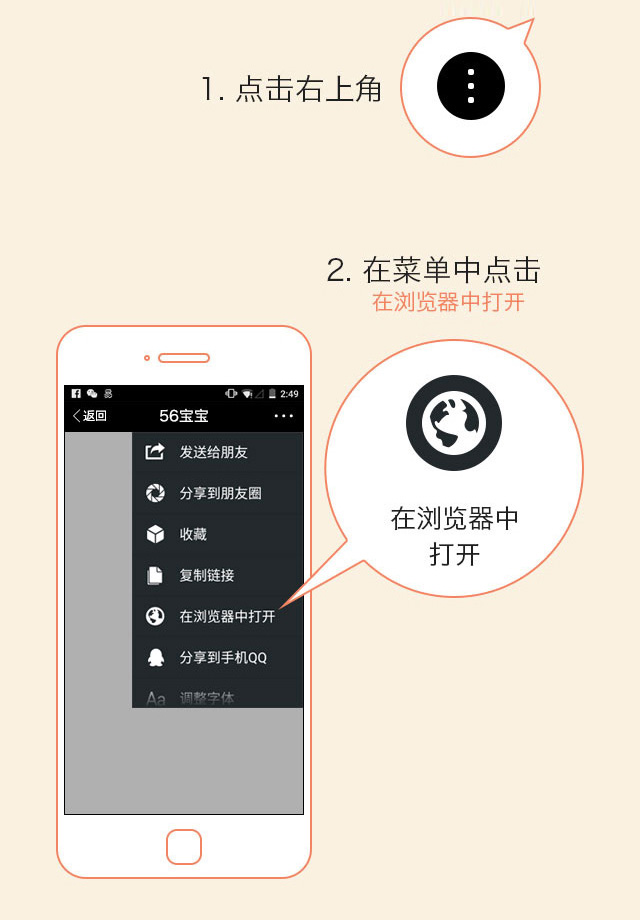 1. 点击右上角
2. 在菜单中点击
在浏览器中打开
2:49
返回
56宝宝
发送给朋友
分享到朋友圈
收藏
复制链接
在浏览器中打开
分享到手机QQ
Aa 调整字体
在浏览器中
打开